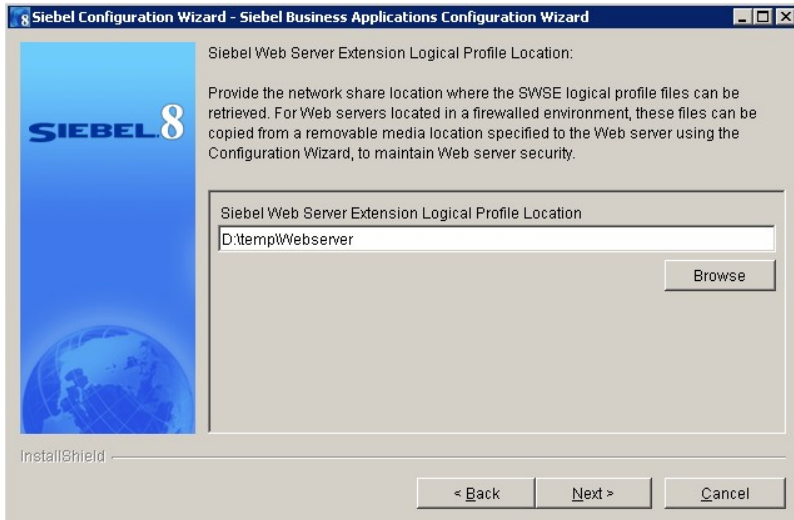 Siebel Configuration Wizard - Siebel Business Applications Configuration Wizard
SIEBEL.8
Siebel Web Server Extension Logical Profile Location:
Provide the network share location where the SWSE logical profile files can be
retrieved. For Web servers located in a firewalled environment, these files can be
copied from a removable media location specified to the Web server using the
Configuration Wizard, to maintain Web server security.
Siebel Web Server Extension Logical Profile Location
D:\temp\Webserver
Browse
InstallShield
< Back
Next >
Cancel